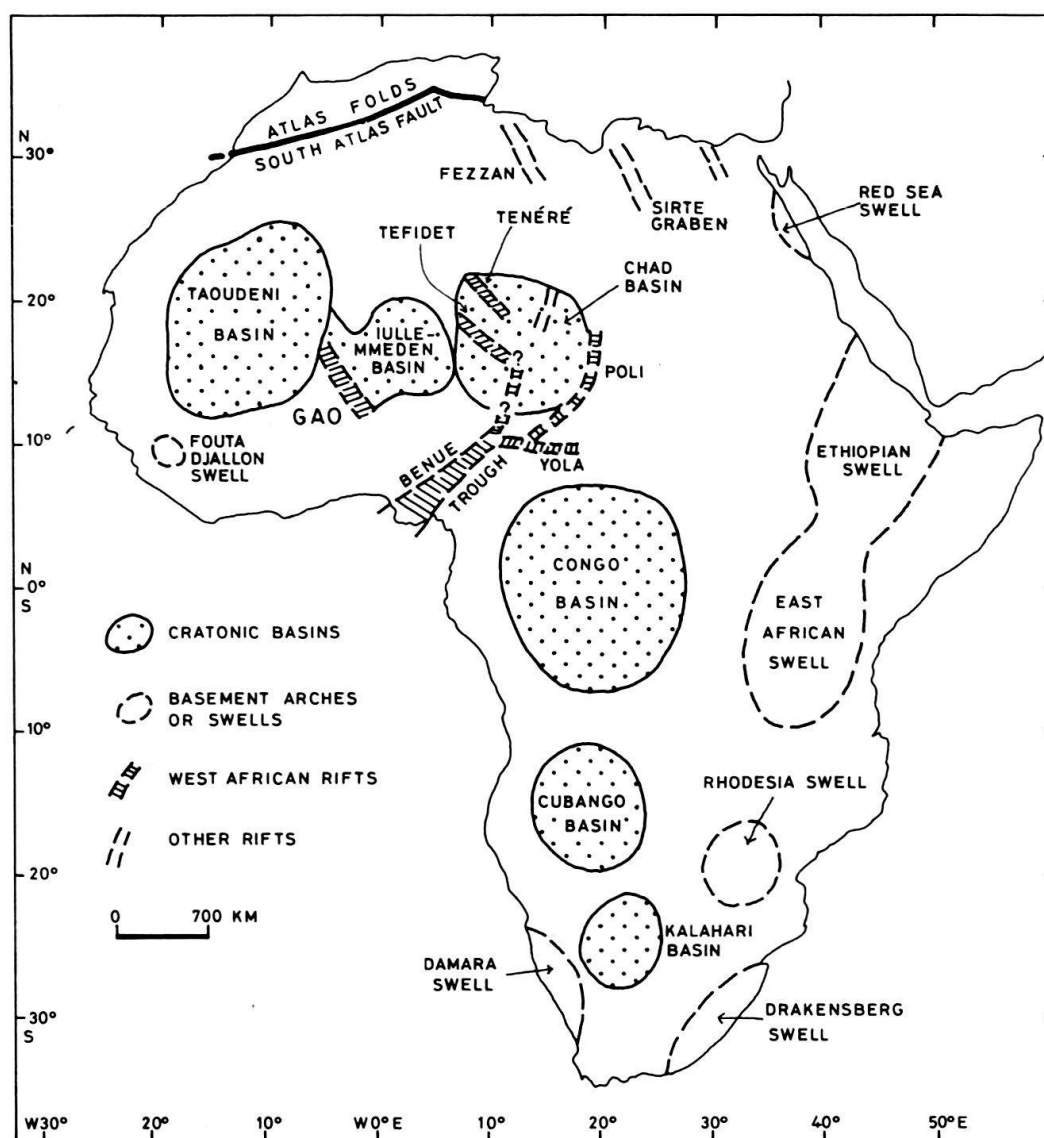 ATLAS FOLDS
SOUTH ATLAS FAULT
N
30°
FEZZAN
SIRTE
GRABEN
RED SEA
SWELL
TEFIDET
TENÉRÉ
CHAD
BASIN
TAOUDENI
BASIN
20°
IULLE-
MMEDEN
BASIN
?
POLI
GAO
?
10°
FOUTA
DJALLON
SWELL
BENUE
TROUGH
YOLA
ETHIOPIAN
SWELL
CONGO
BASIN
N
0°
S
EAST
AFRICAN
SWELL
CRATONIC BASINS
BASEMENT ARCHES
OR SWELLS
10°
WEST AFRICAN RIFTS
RHODESIA SWELL
CUBANGO
BASIN
OTHER RIFTS
20°
0 700 KM
KALAHARI
BASIN
DAMARA
SWELL
DRAKENSBERG
SWELL
30°
S
W30° 20° 10° W0°E 10° 20° 30° 40° 50°E